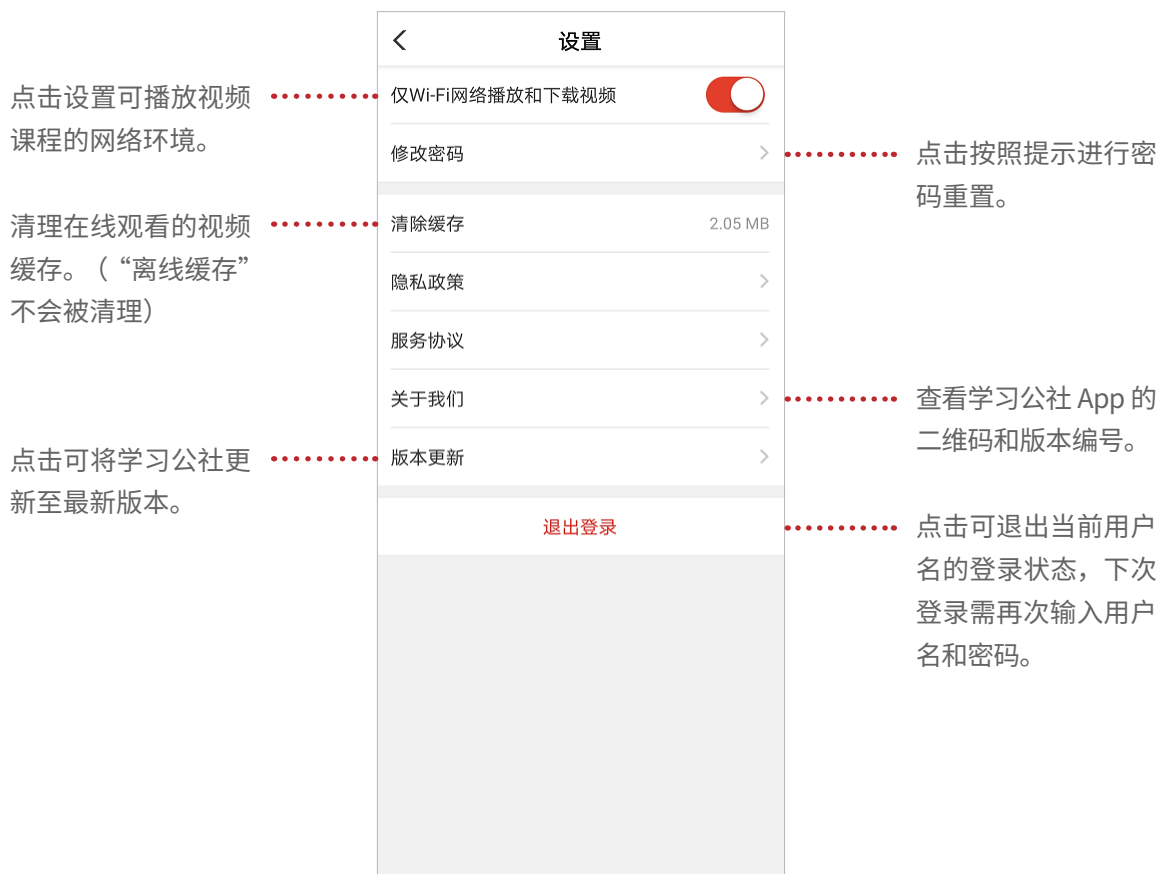 设置
仅Wi-Fi网络播放和下载视频
修改密码
清除缓存 2.05 MB
隐私政策
服务协议
关于我们
版本更新
退出登录
点击设置可播放视频
课程的网络环境。
清理在线观看的视频
缓存。（“离线缓存”
不会被清理）
点击可将学习公社更
新至最新版本。
点击按照提示进行密
码重置。
查看学习公社 App 的
二维码和版本编号。
点击可退出当前用户
名的登录状态，下次
登录需再次输入用户
名和密码。